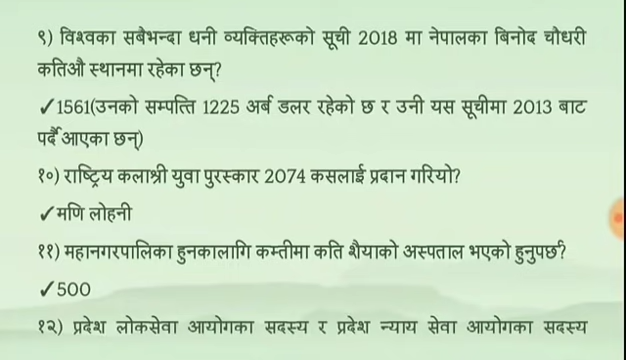 ९) विश्वका सबैभन्दा धनी व्यक्तिहरूको सूची 2018 मा नेपालका बिनोद चौधरी
कतिऔ स्थानमा रहेका छन्?
✓1561(उनको सम्पत्ति 1225 अर्ब डलर रहेको छ र उनी यस सूचीमा 2013 बाट
पर्दै आएका छन्)
१०) राष्ट्रिय कलाश्री युवा पुरस्कार 2074 कसलाई प्रदान गरियो?
✓मणि लोहनी
११) महानगरपालिका हुनकालागि कम्तीमा कति शैयाको अस्पताल भएको हुनुपर्छ?
✓500
१२) प्रदेश लोकसेवा आयोगका सदस्य र प्रदेश न्याय सेवा आयोगका सदस्य